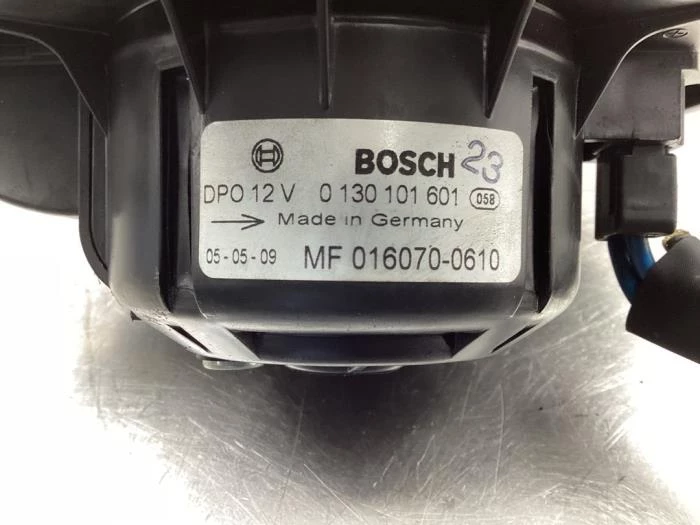 BOSCH 23
DPO 12 V 0 130 101 601 058
Made in Germany
05-05-09 MF 016070-0610